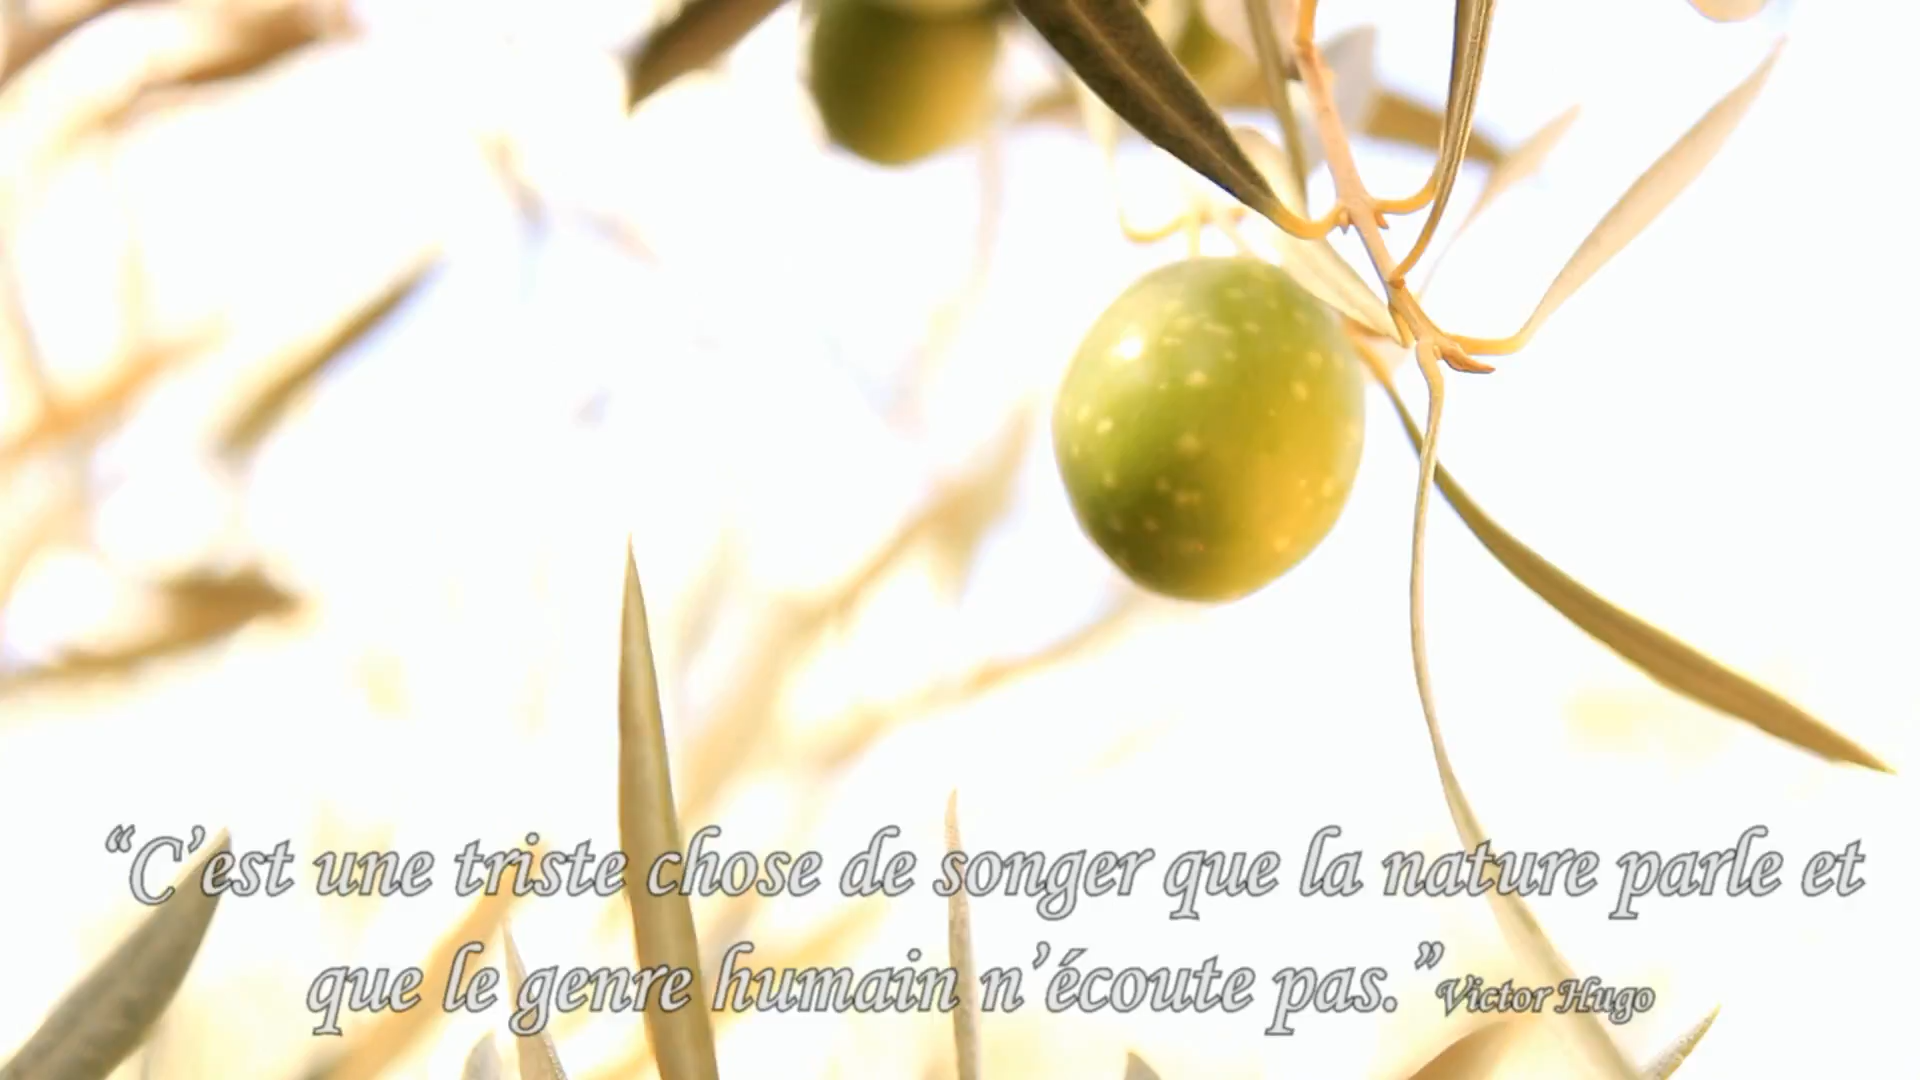 “C’est une triste chose de songer que la nature parle et
que le genre humain n’écoute pas.” Victor Hugo